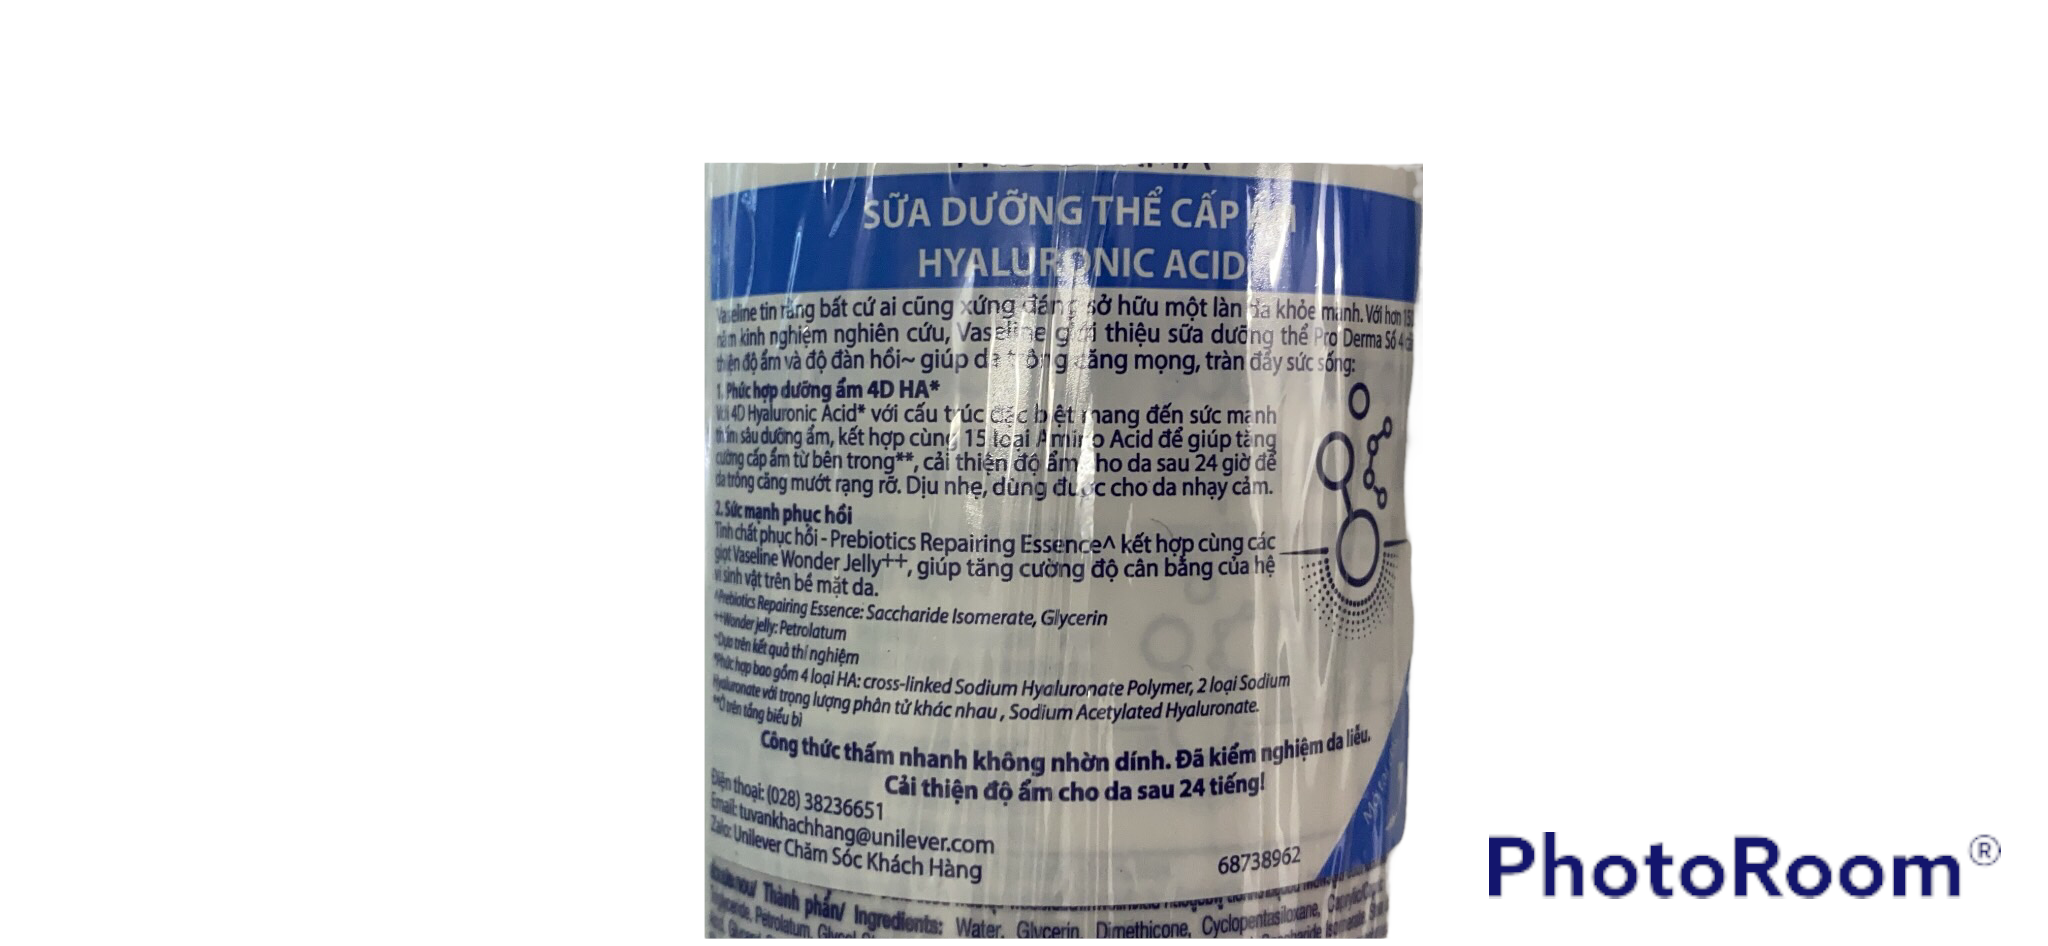 SỮA DƯỠNG THỂ CẤP
HYALURONIC ACID
Vaseline tin rằng bất cứ ai cũng xứng đáng sở hữu một làn da khỏe mạnh. Với hơn 150
năm kinh nghiệm nghiên cứu, Vaseline giới thiệu sữa dưỡng thể Pro Derma Số 4 cải
thiện độ ẩm và độ đàn hồi~ giúp da trông căng mọng, tràn đầy sức sống:
1. Phức hợp dưỡng ẩm 4D HA*
Với 4D Hyaluronic Acid* với cấu trúc đặc biệt mang đến sức mạnh
thấm sâu dưỡng ẩm, kết hợp cùng 15 loại Amino Acid để giúp tăng
cường cấp ẩm từ bên trong**, cải thiện độ ẩm cho da sau 24 giờ để
da trông căng mướt rạng rỡ. Dịu nhẹ, dùng được cho da nhạy cảm.
2. Sức mạnh phục hồi
Tinh chất phục hồi - Prebiotics Repairing Essence^ kết hợp cùng các
giọt Vaseline Wonder Jelly++, giúp tăng cường độ cân bằng của hệ
vi sinh vật trên bề mặt da.
^Prebiotics Repairing Essence: Saccharide Isomerate, Glycerin
++Wonder jelly: Petrolatum
~Dựa trên kết quả thí nghiệm
*Phức hợp bao gồm 4 loại HA: cross-linked Sodium Hyaluronate Polymer, 2 loại Sodium
Hyaluronate với trọng lượng phân tử khác nhau , Sodium Acetylated Hyaluronate.
**Ở trên tầng biểu bì
Công thức thấm nhanh không nhờn dính. Đã kiểm nghiệm da liễu.
Cải thiện độ ẩm cho da sau 24 tiếng!
Điện thoại: (028) 38236651
Email: tuvankhachhang@unilever.com
Zalo: Unilever Chăm Sóc Khách Hàng
68738962
Thành phần/ Ingredients: Water, Glycerin, Dimethicone, Cyclopentasiloxane,
Petrolatum,
PhotoRoom®